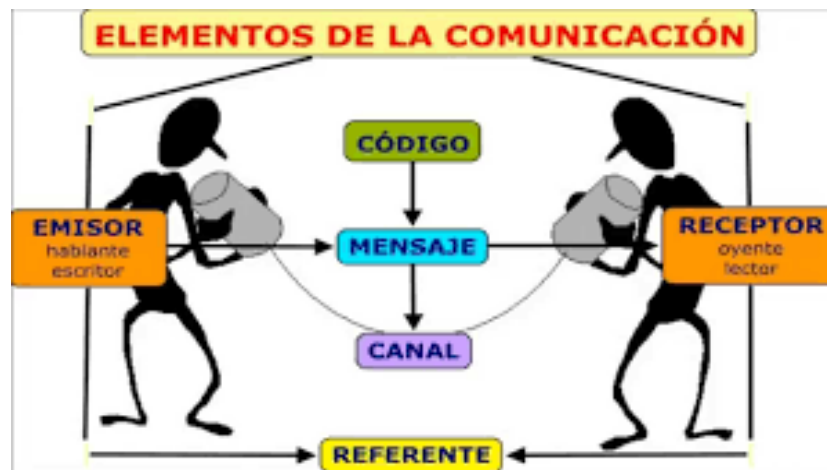 ELEMENTOS DE LA COMUNICACIÓN
CÓDIGO
EMISOR
hablante
escritor
MENSAJE
RECEPTOR
oyente
lector
CANAL
REFERENTE